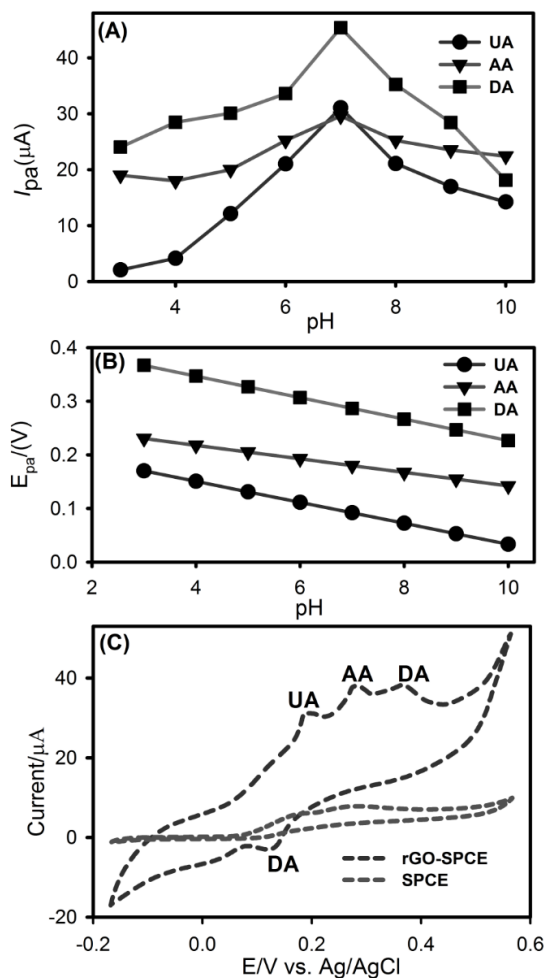 (A)
UA
AA
DA
40
30
20
10
0
I_pa(μA)
4 6 8 10
pH
(B)
UA
AA
DA
0.4
0.3
0.2
0.1
0.0
E_pa/(V)
2 4 6 8 10
pH
(C)
UA AA DA
DA
rGO-SPCE
SPCE
40
20
0
-20
Current/μA
-0.2 0.0 0.2 0.4 0.6
E/V vs. Ag/AgCl